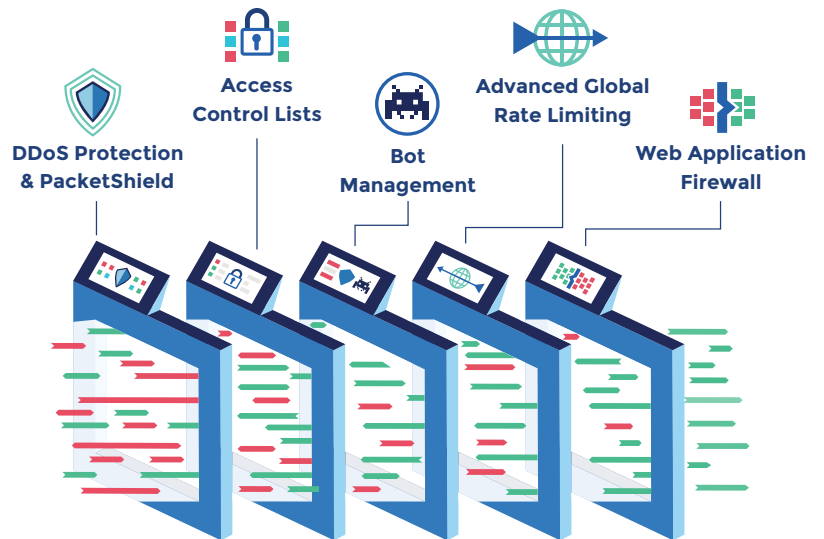 DDoS Protection
& PacketShield
Access
Control Lists
Bot
Management
Advanced Global
Rate Limiting
Web Application
Firewall